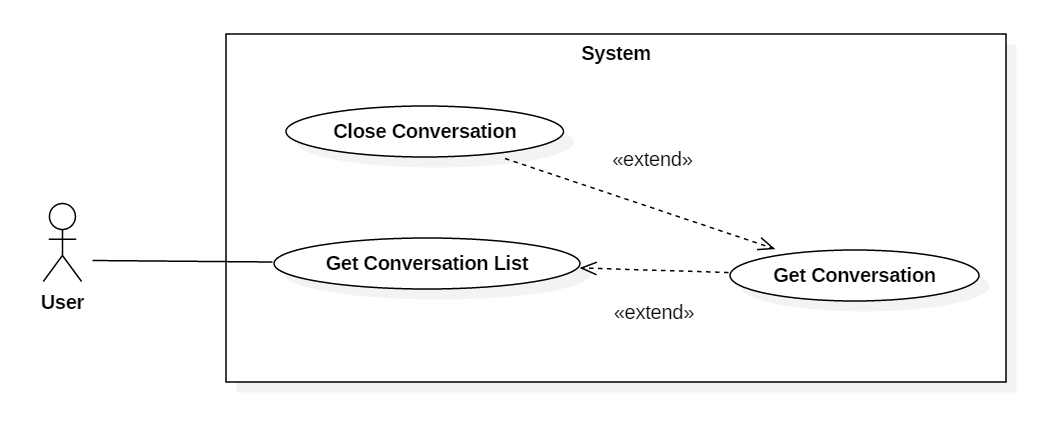 System
Close Conversation
«extend»
Get Conversation List
Get Conversation
User
«extend»